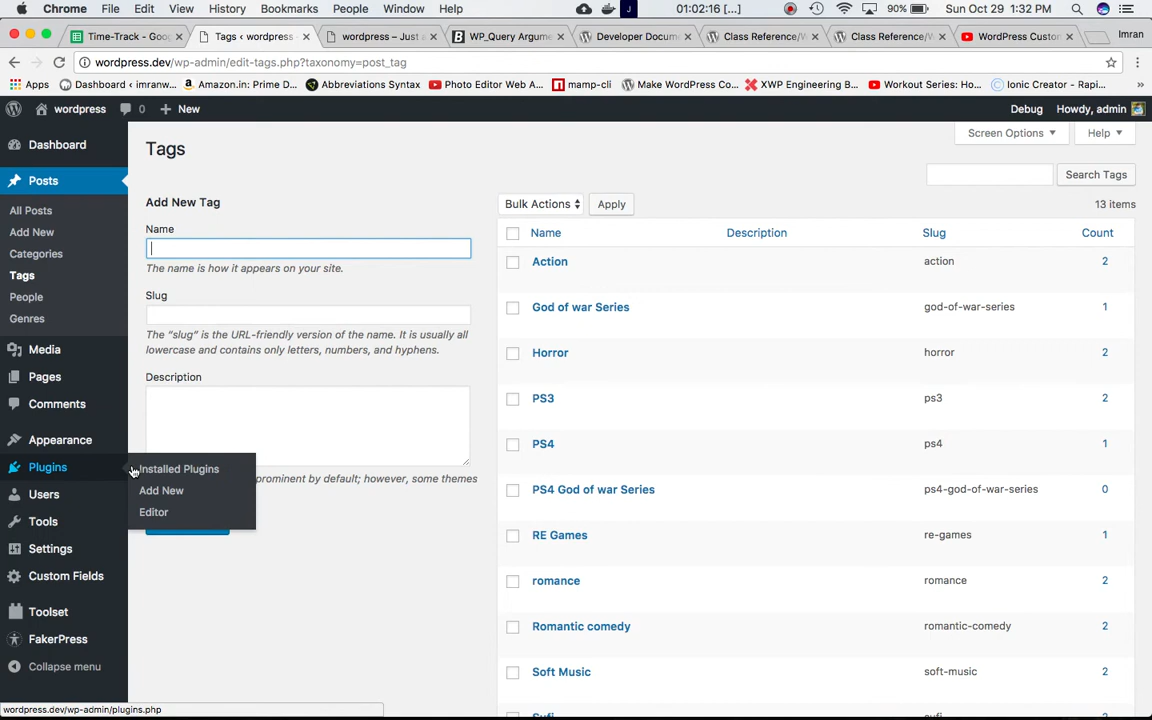 Chrome File Edit View History Bookmarks People Window Help J 01:02:16 [...] 90% Sun Oct 29 1:32 PM
Time-Track - Goo
Tags ‹ wordpress
wordpress – Just a
WP_Query Argume
Developer Docum
Class Reference/W
Class Reference/W
WordPress Custom
Imran
wordpress.dev/wp-admin/edit-tags.php?taxonomy=post_tag
Apps Dashboard ‹ imranw... Amazon.in: Prime D... Abbreviations Syntax Photo Editor Web A... mamp-cli Make WordPress Co... XWP Engineering B... Workout Series: Ho... Ionic Creator - Rapi... »
wordpress 0 + New Debug Howdy, admin
Dashboard
Posts
All Posts
Add New
Categories
Tags
People
Genres
Media
Pages
Comments
Appearance
Plugins
Users
Tools
Settings
Custom Fields
Toolset
FakerPress
Collapse menu
Installed Plugins
Add New
Editor
Screen Options ▼ Help ▼
Tags
Search Tags
Add New Tag
Name
The name is how it appears on your site.
Slug
The “slug” is the URL-friendly version of the name. It is usually all
lowercase and contains only letters, numbers, and hyphens.
Description
prominent by default; however, some themes
Bulk Actions Apply 13 items
Name Description Slug Count
Action action 2
God of war Series god-of-war-series 1
Horror horror 2
PS3 ps3 2
PS4 ps4 1
PS4 God of war Series ps4-god-of-war-series 0
RE Games re-games 1
romance romance 2
Romantic comedy romantic-comedy 2
Soft Music soft-music 2
wordpress.dev/wp-admin/plugins.php